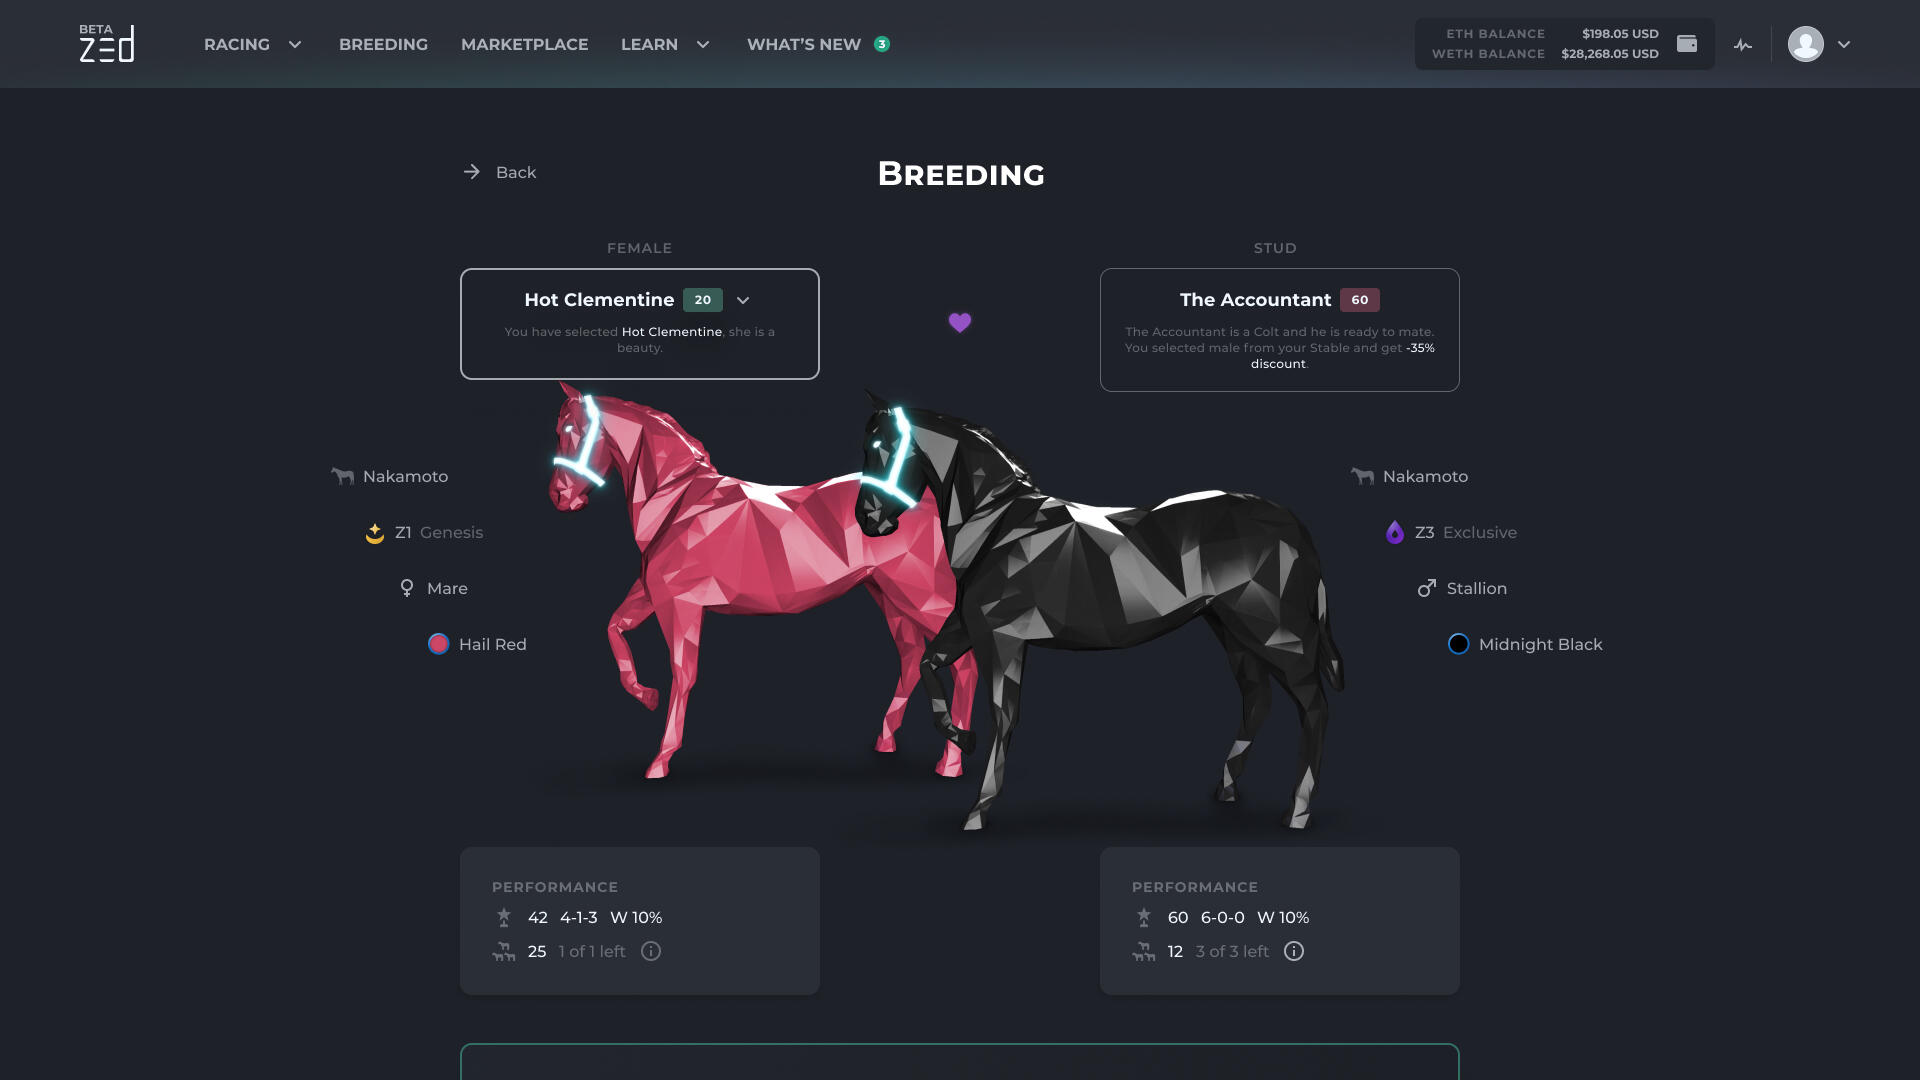 BETA
zed
RACING
BREEDING
MARKETPLACE
LEARN
WHAT'S NEW 3
ETH BALANCE $198.05 USD
WETH BALANCE $28,268.05 USD
Back
BREEDING
FEMALE
Hot Clementine 20
You have selected Hot Clementine, she is a
beauty.
STUD
The Accountant 60
The Accountant is a Colt and he is ready to mate.
You selected male from your Stable and get -35%
discount.
Nakamoto
Z1 Genesis
Mare
Hail Red
Nakamoto
Z3 Exclusive
Stallion
Midnight Black
PERFORMANCE
42 4-1-3 W 10%
25 1 of 1 left
PERFORMANCE
60 6-0-0 W 10%
12 3 of 3 left